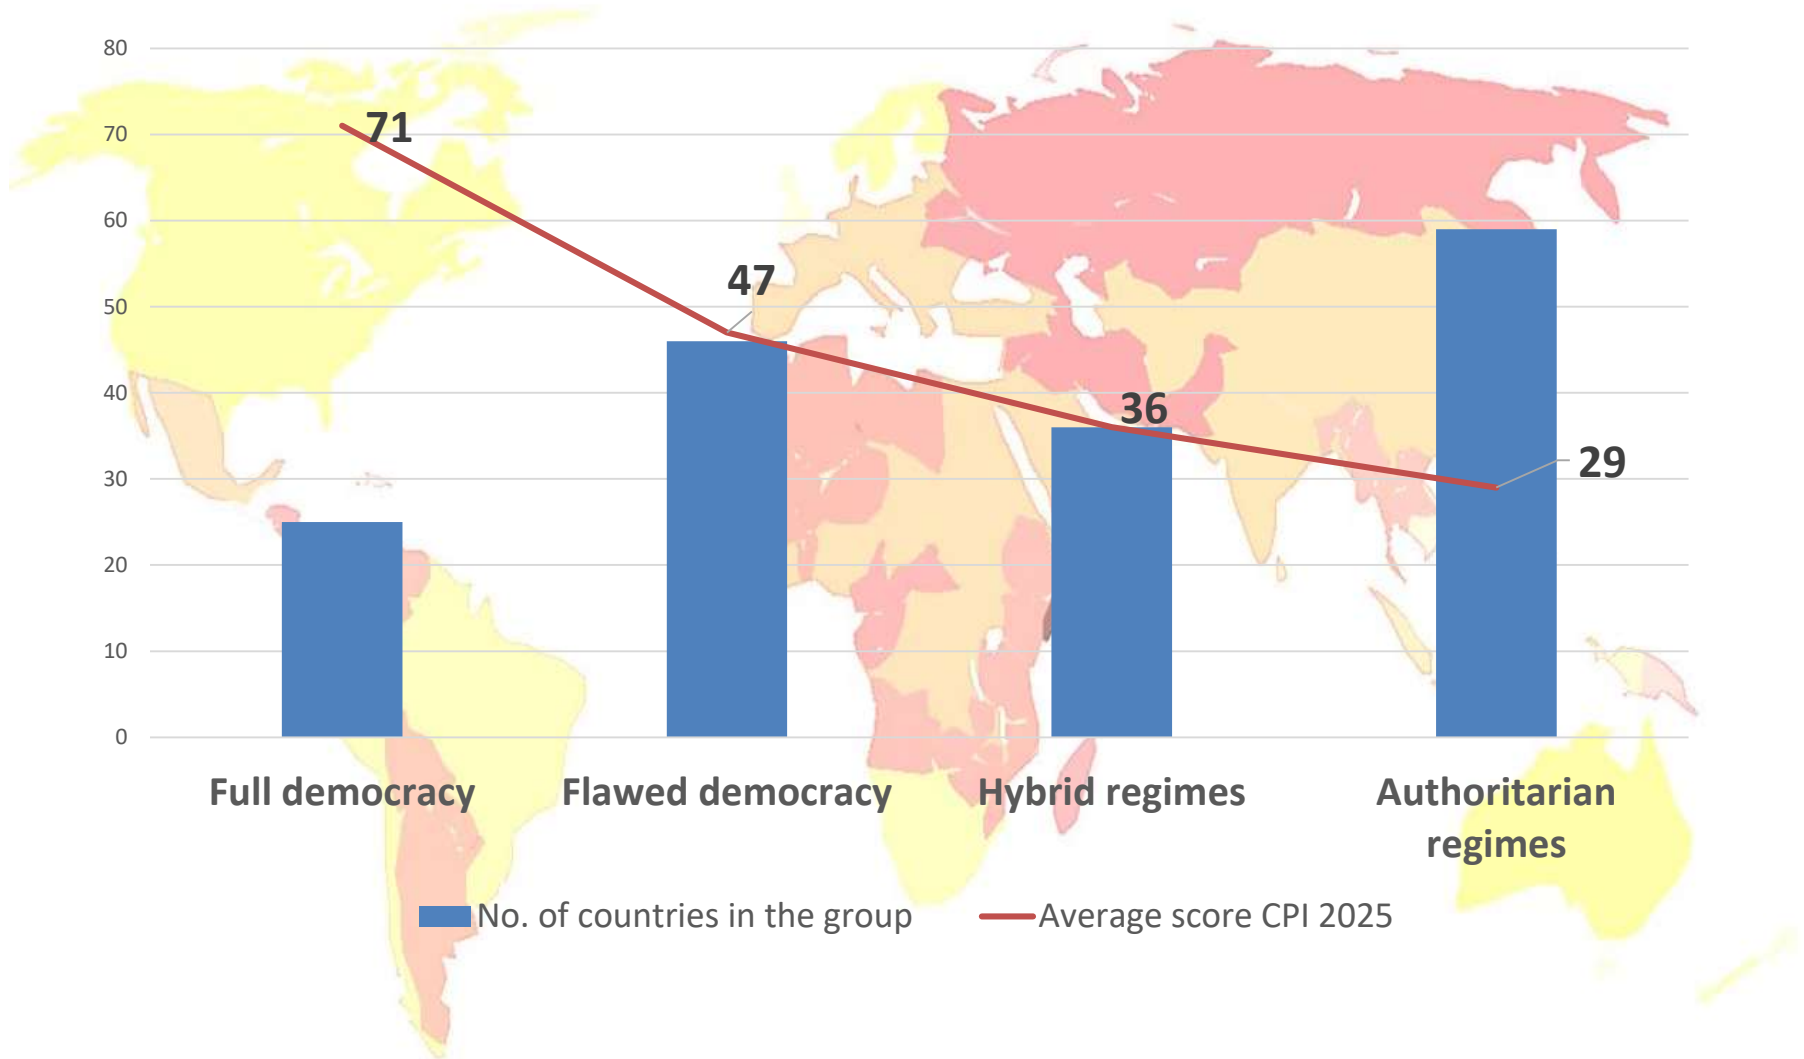 80
70
60
50
40
30
20
10
0
71
47
36
29
Full democracy
Flawed democracy
Hybrid regimes
Authoritarian
regimes
No. of countries in the group
Average score CPI 2025